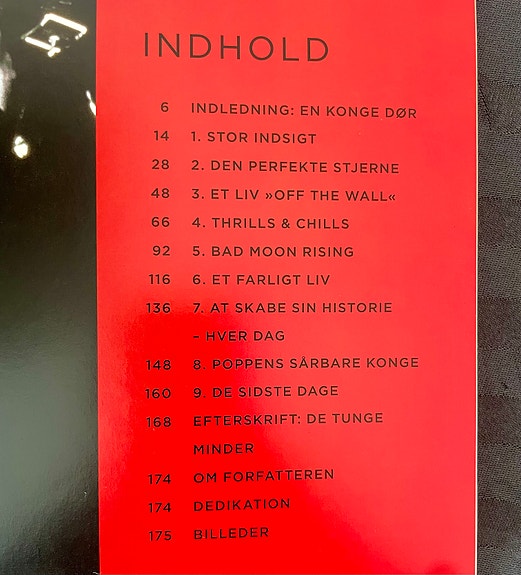 INDHOLD
6 INDLEDNING: EN KONGE DØR
14 1. STOR INDSIGT
28 2. DEN PERFEKTE STJERNE
48 3. ET LIV »OFF THE WALL«
66 4. THRILLS & CHILLS
92 5. BAD MOON RISING
116 6. ET FARLIGT LIV
136 7. AT SKABE SIN HISTORIE
– HVER DAG
148 8. POPPENS SÅRBARE KONGE
160 9. DE SIDSTE DAGE
168 EFTERSKRIFT: DE TUNGE
MINDER
174 OM FORFATTEREN
174 DEDIKATION
175 BILLEDER